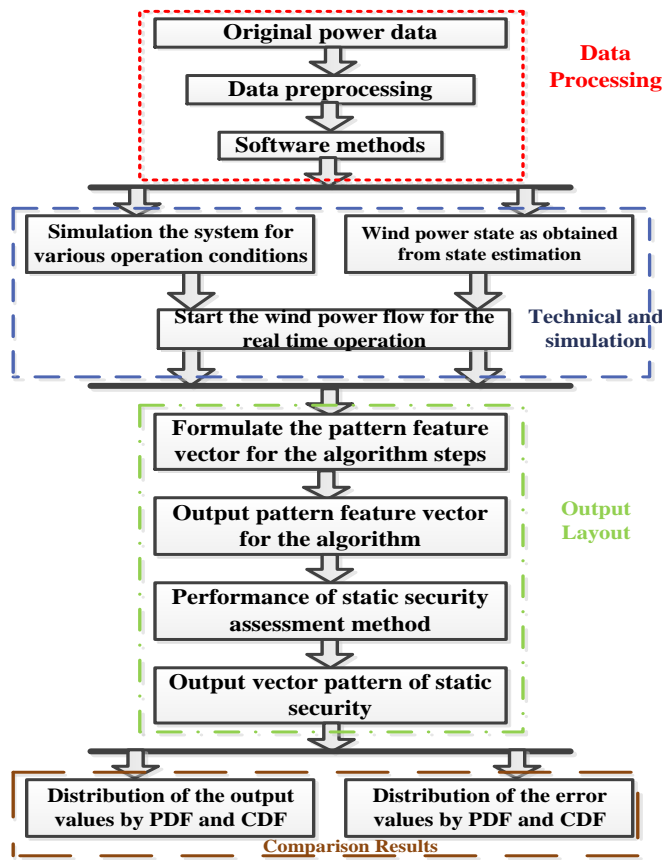 Original power data
Data
Processing
Data preprocessing
Software methods
Simulation the system for
various operation conditions
Wind power state as obtained
from state estimation
Start the wind power flow for the
real time operation
Technical and
simulation
Formulate the pattern feature
vector for the algorithm steps
Output pattern feature vector
for the algorithm
Output
Layout
Performance of static security
assessment method
Output vector pattern of static
security
Distribution of the output
values by PDF and CDF
Distribution of the error
values by PDF and CDF
Comparison Results